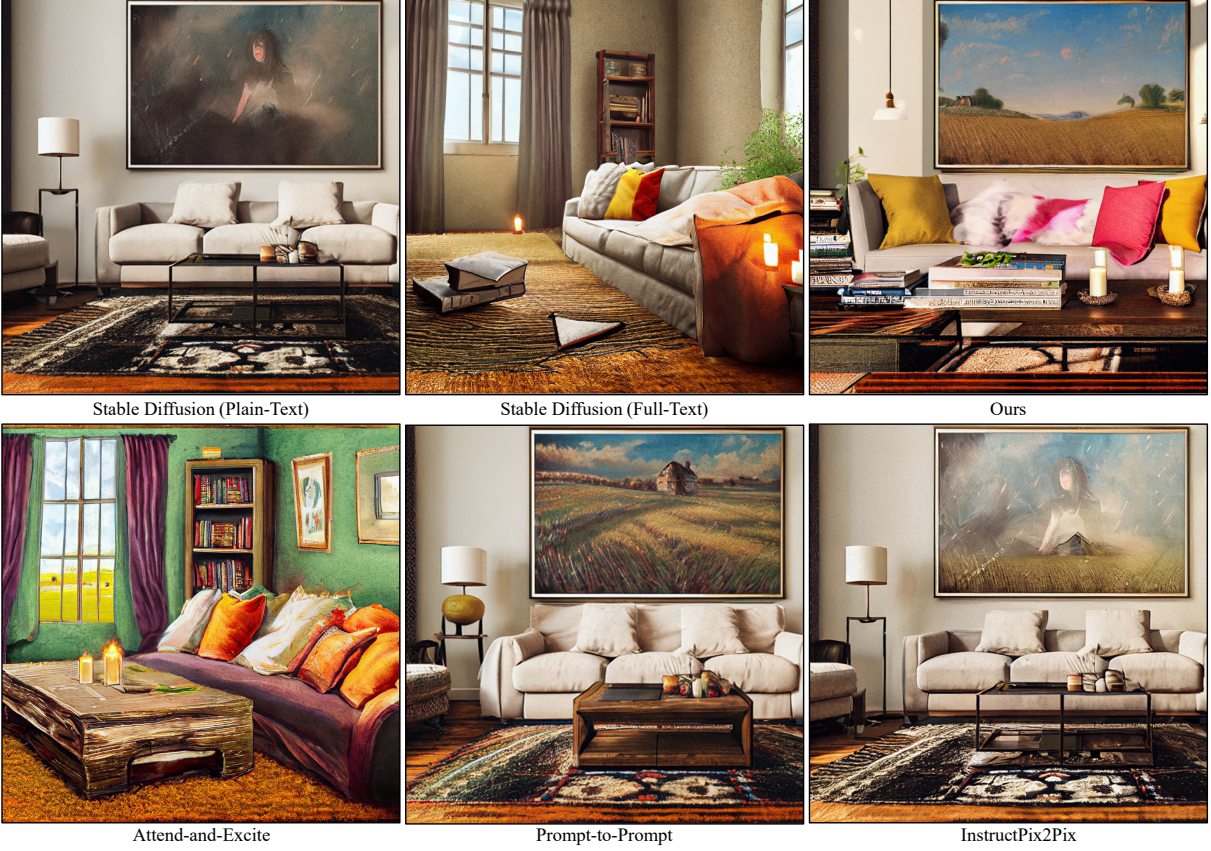 Stable Diffusion (Plain-Text)
Stable Diffusion (Full-Text)
Ours
Attend-and-Excite
Prompt-to-Prompt
InstructPix2Pix